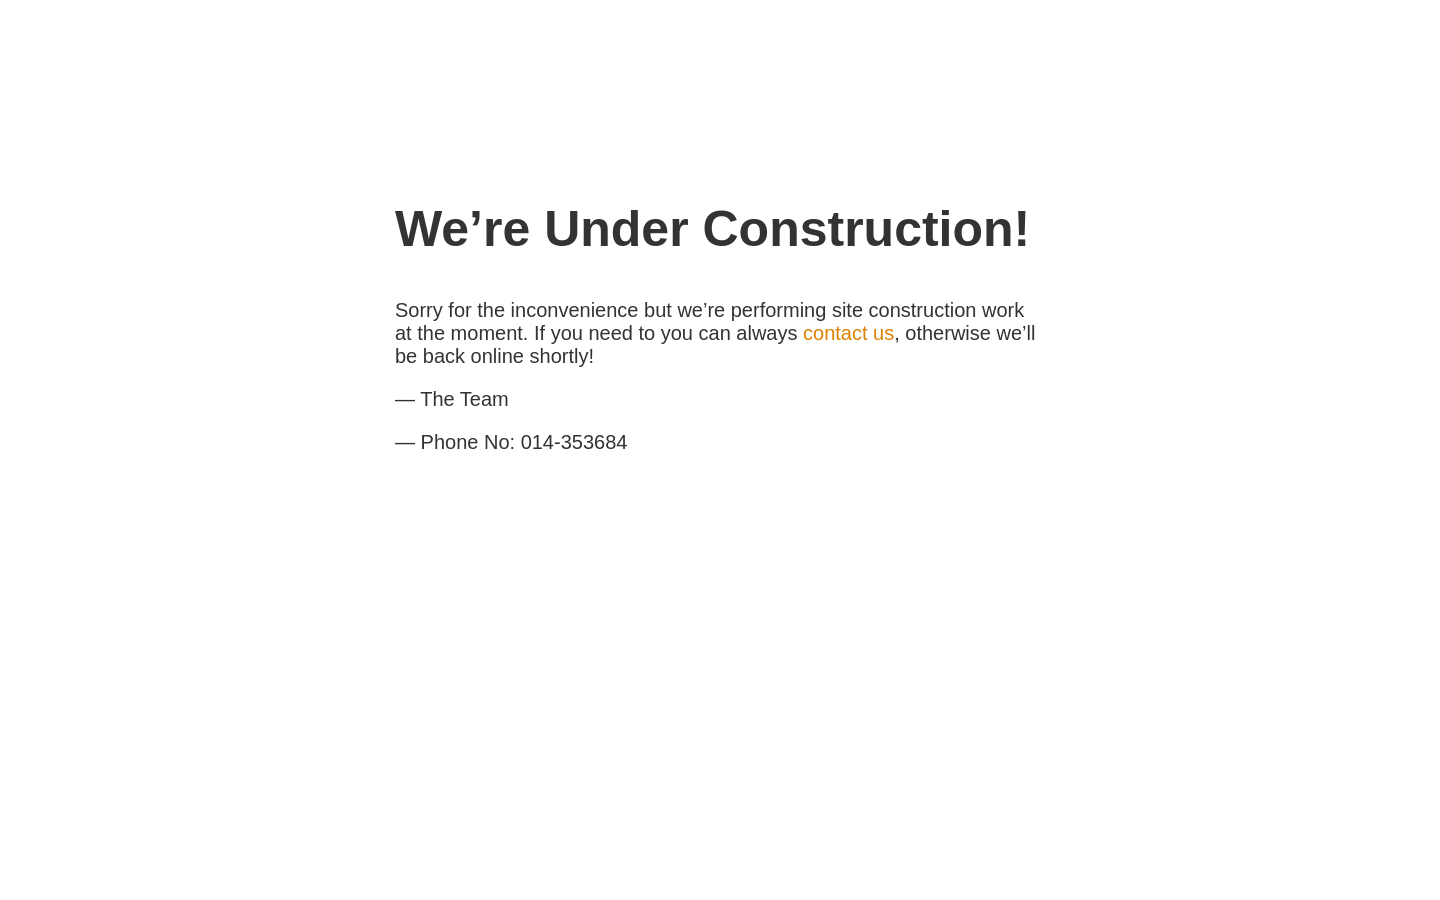 We’re Under Construction!
Sorry for the inconvenience but we’re performing site construction work
at the moment. If you need to you can always contact us, otherwise we’ll
be back online shortly!
— The Team
— Phone No: 014-353684